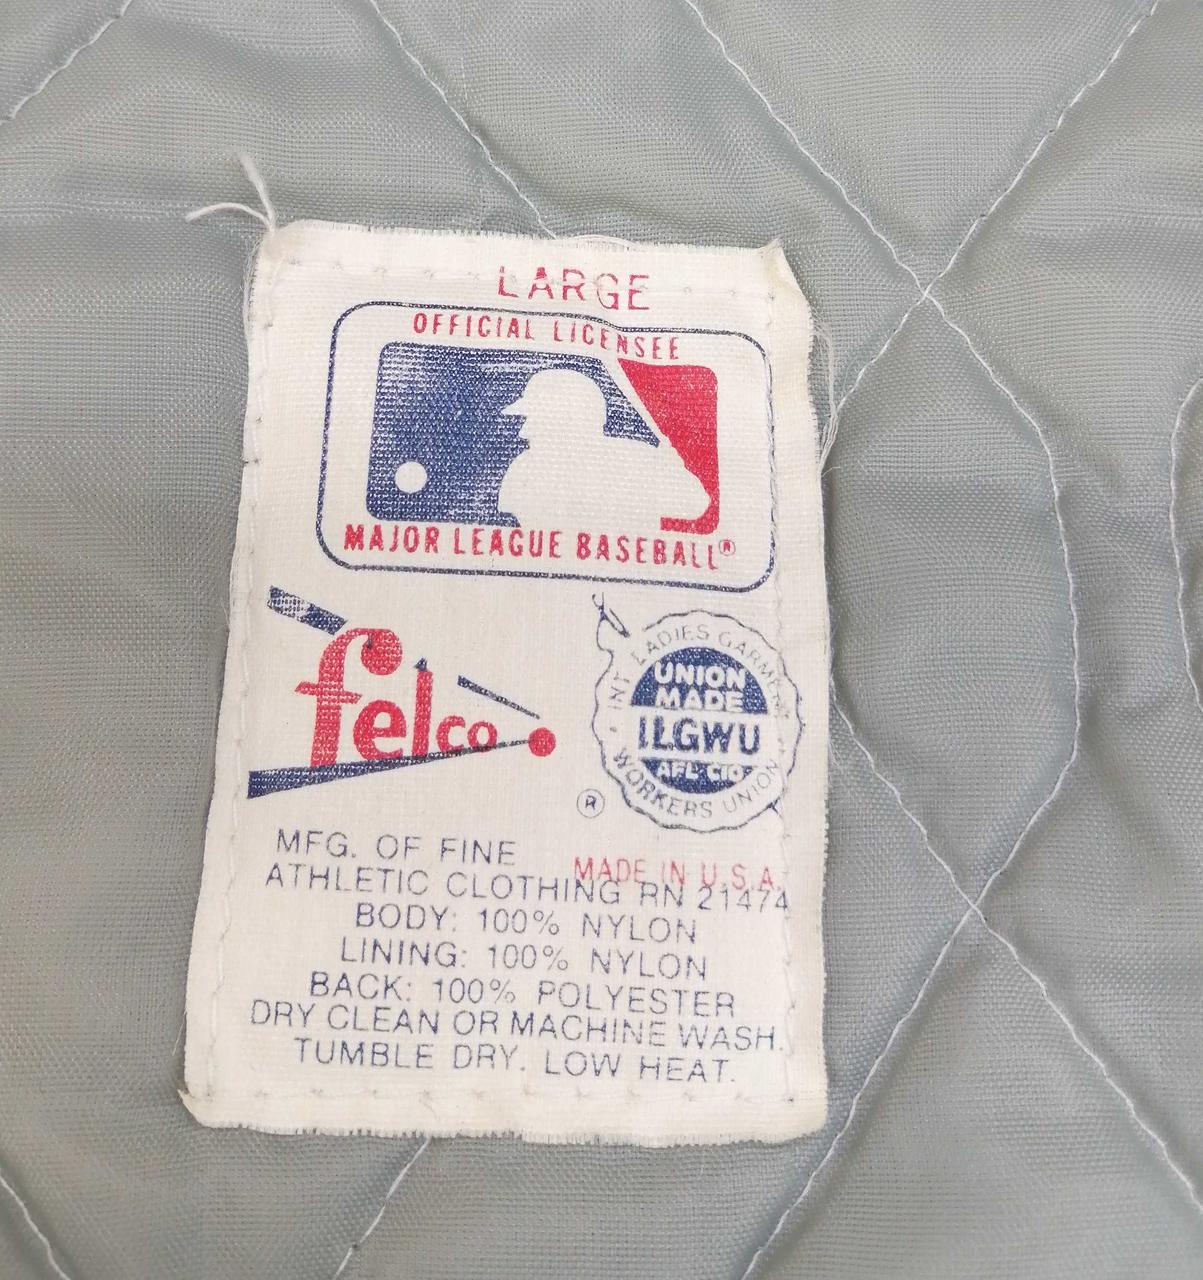 LARGE
OFFICIAL LICENSEE
MAJOR LEAGUE BASEBALL®
felco
®
INT LADIES GARMENT
UNION
MADE
ILGWU
AFL-CIO
WORKERS UNION
MFG. OF FINE
MADE IN U.S.A.
ATHLETIC CLOTHING RN 21474
BODY: 100% NYLON
LINING: 100% NYLON
BACK: 100% POLYESTER
DRY CLEAN OR MACHINE WASH.
TUMBLE DRY. LOW HEAT.